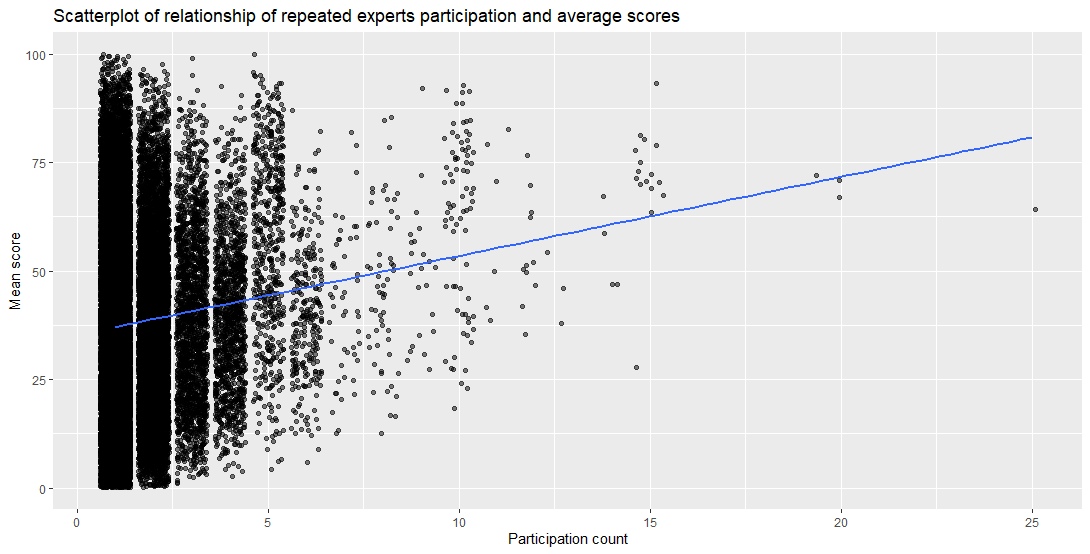 Scatterplot of relationship of repeated experts participation and average scores
100
75
50
25
0
Mean score
0 5 10 15 20 25
Participation count